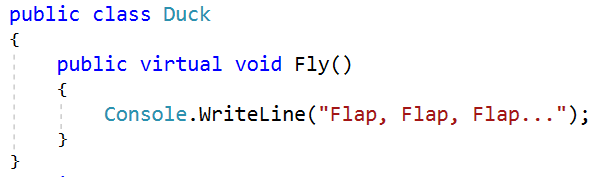 public class Duck
{
public virtual void Fly()
{
Console.WriteLine("Flap, Flap, Flap...");
}
}